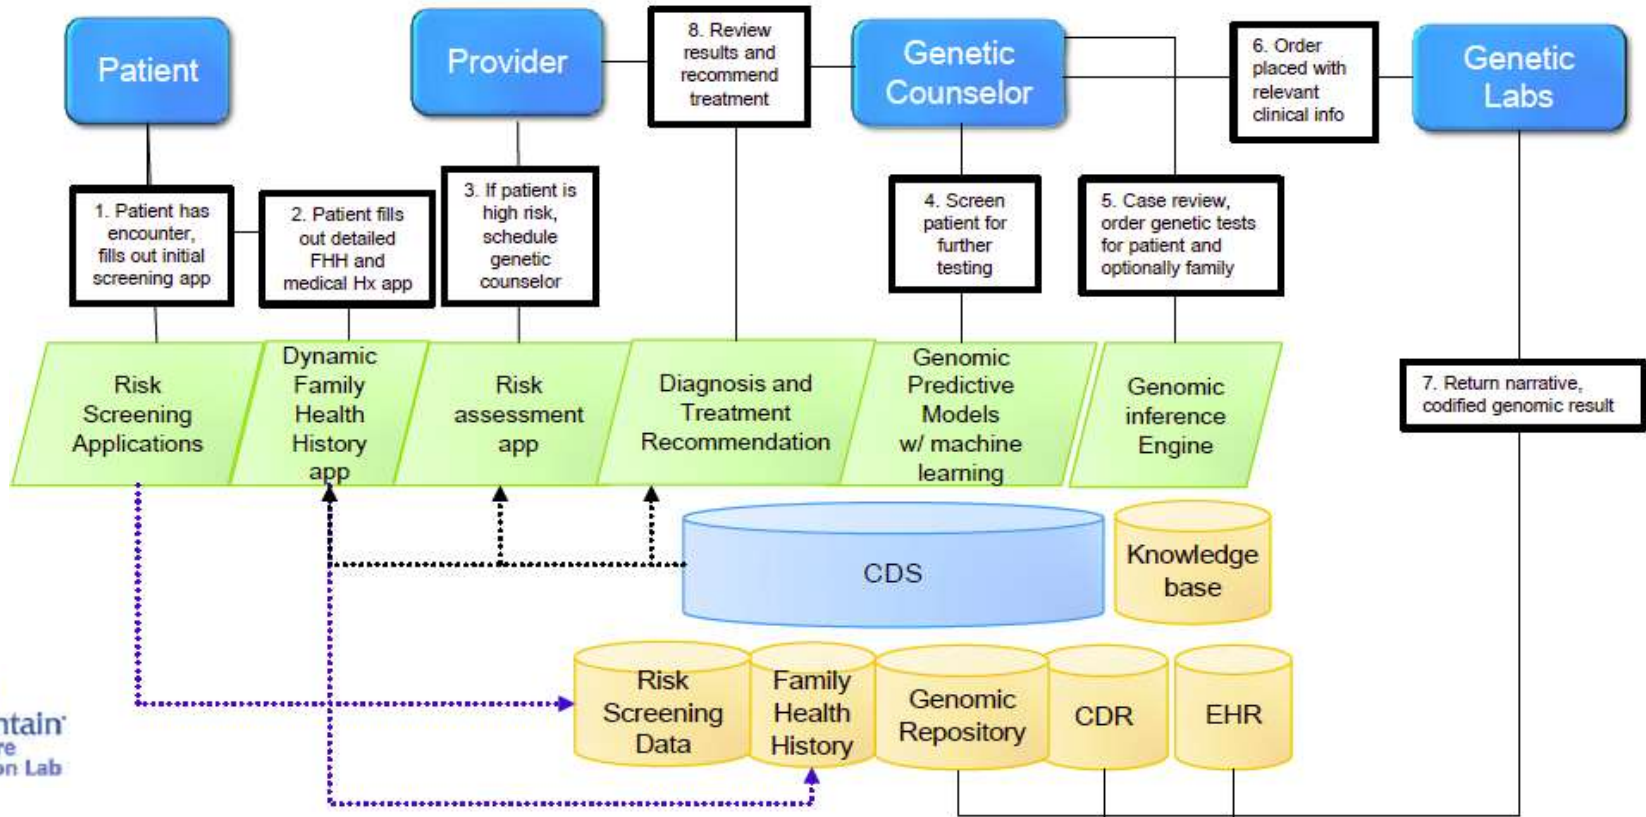 Patient
Provider
8. Review
results and
recommend
treatment
Genetic
Counselor
6. Order
placed with
relevant
clinical info
Genetic
Labs
1. Patient has
encounter,
fills out initial
screening app
2. Patient fills
out detailed
FHH and
medical Hx app
3. If patient is
high risk,
schedule
genetic
counselor
4. Screen
patient for
further
testing
5. Case review,
order genetic tests
for patient and
optionally family
7. Return narrative,
codified genomic result
Risk
Screening
Applications
Dynamic
Family
Health
History
app
Risk
assessment
app
Diagnosis and
Treatment
Recommendation
Genomic
Predictive
Models
w/ machine
learning
Genomic
inference
Engine
CDS
Knowledge
base
Risk
Screening
Data
Family
Health
History
Genomic
Repository
CDR
EHR
ntain
re
on Lab